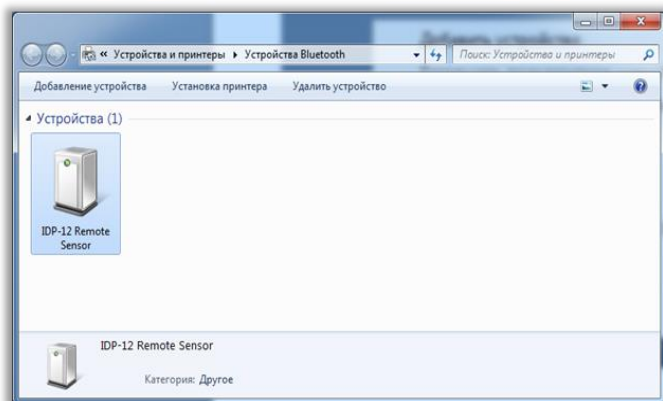 « Устройства и принтеры ▸ Устройства Bluetooth
Поиск: Устройства и принтеры
Добавление устройства Установка принтера Удалить устройство
Устройства (1)
IDP-12 Remote
Sensor
IDP-12 Remote Sensor
Категория: Другое